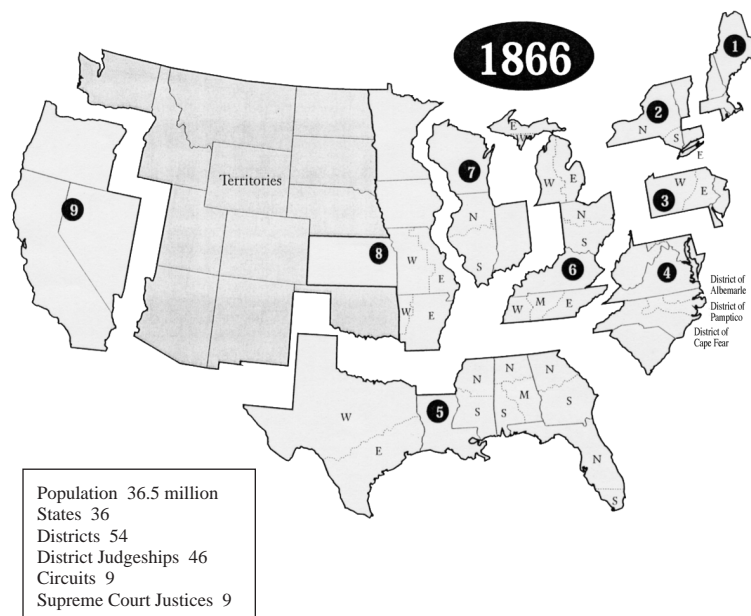 1866
1
2
N
S
E
E
W
7
W
E
3
W
E
Territories
9
N
N
8
S
W
6
4
District of
Albemarle
E
S
W
M
E
District of
Pamptico
W
E
District of
Cape Fear
N
N
N
M
W
5
S
S
S
E
N
S
Population 36.5 million
States 36
Districts 54
District Judgeships 46
Circuits 9
Supreme Court Justices 9